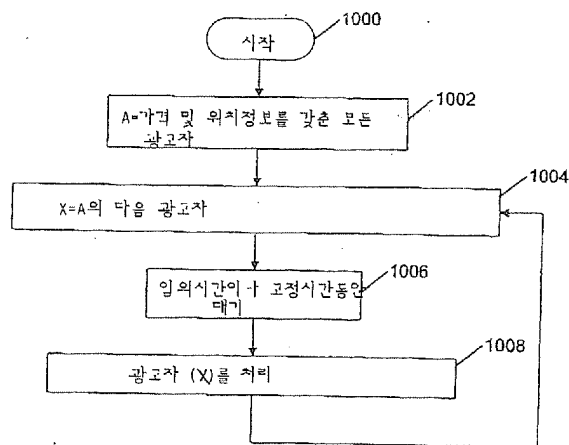 1000
시작
1002
A=가격 및 위치정보를 갖춘 모든
광고자
1004
X=A의 다음 광고자
1006
임의시간이나 고정시간동안
대기
1008
광고자 (X)를 처리